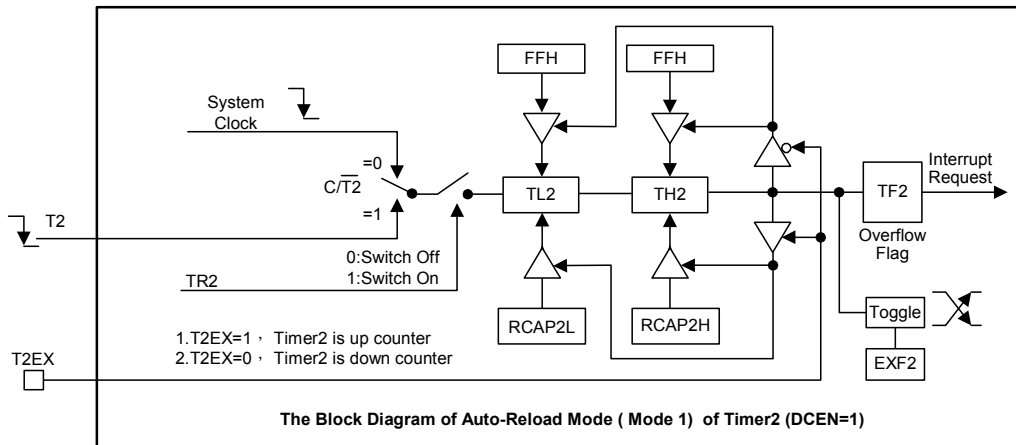 FFH
FFH
System
Clock
=0
C/T2
=1
T2
TL2
TH2
TF2
Interrupt
Request
Overflow
Flag
0:Switch Off
1:Switch On
TR2
RCAP2L
RCAP2H
Toggle
EXF2
1.T2EX=1, Timer2 is up counter
2.T2EX=0, Timer2 is down counter
T2EX
The Block Diagram of Auto-Reload Mode ( Mode 1) of Timer2 (DCEN=1)